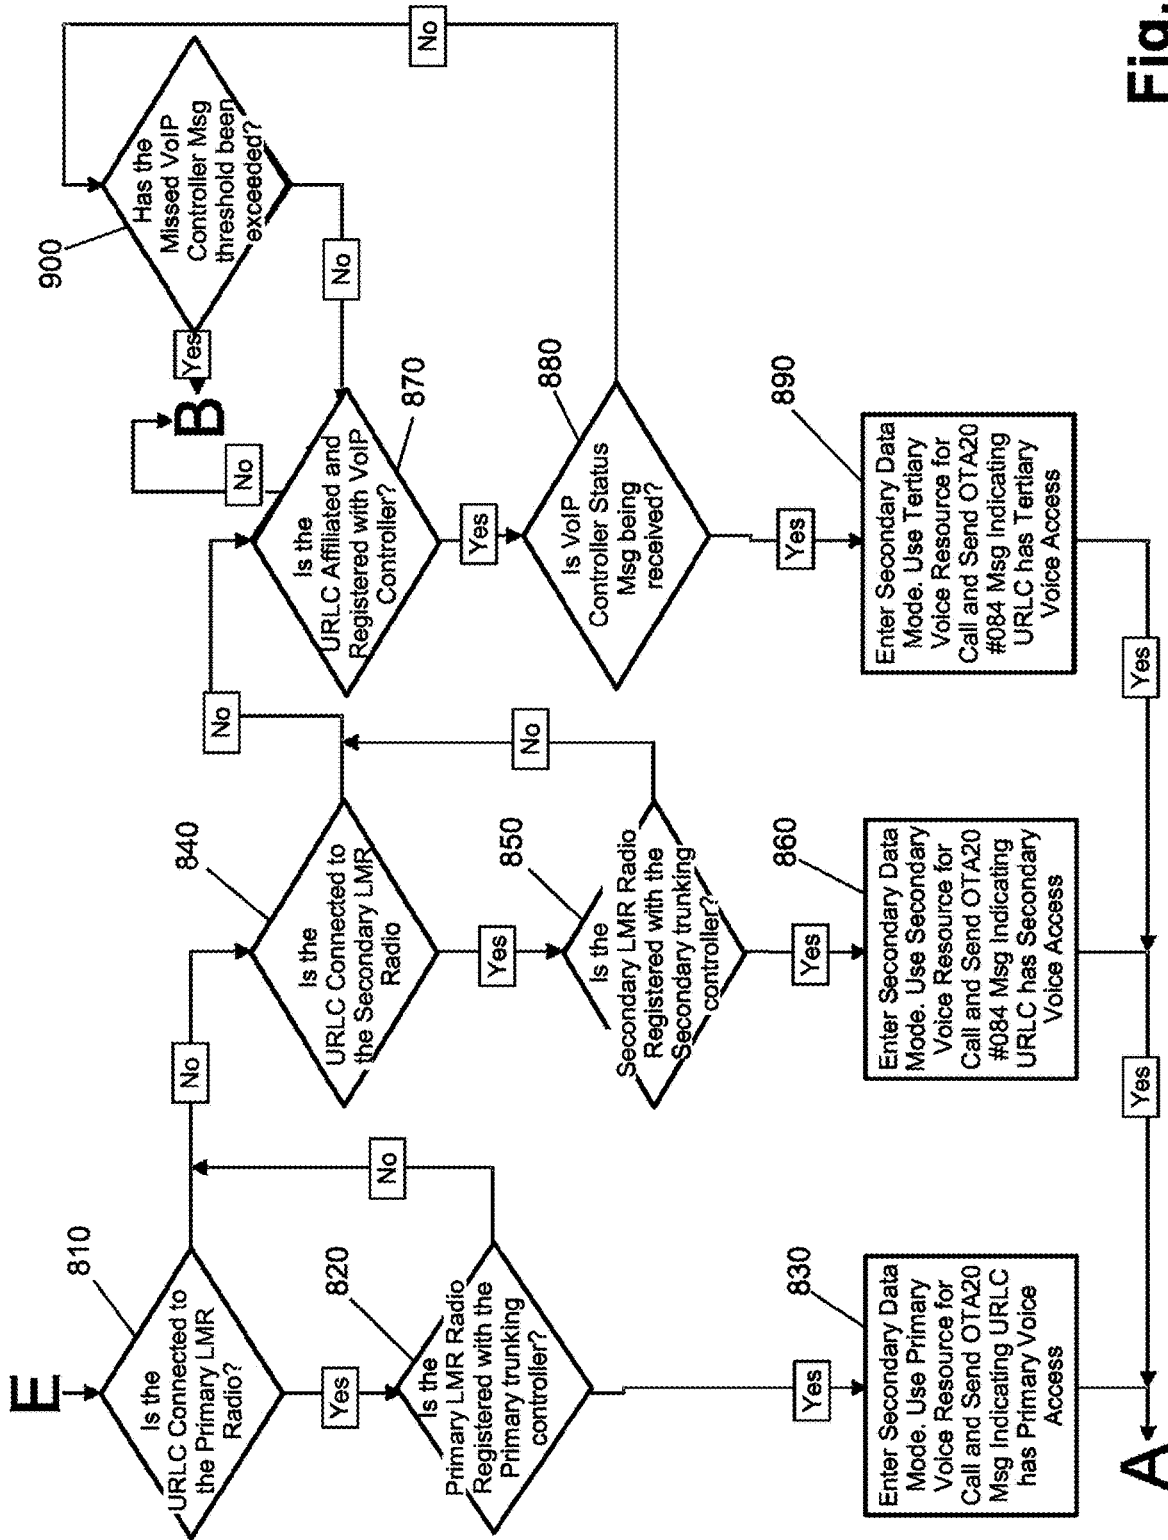 E
810
Is the
URLC Connected to
the Primary LMR
Radio?
Yes
No
820
Is the
Primary LMR Radio
Registered with the
Primary trunking
controller?
No
Yes
830
Enter Secondary Data
Mode. Use Primary
Voice Resource for
Call and Send OTA20
Msg Indicating URLC
has Primary Voice
Access
A
840
Is the
URLC Connected to
the Secondary LMR
Radio
Yes
No
850
Is the
Secondary LMR Radio
Registered with the
Secondary trunking
controller?
No
Yes
860
Enter Secondary Data
Mode. Use Secondary
Voice Resource for
Call and Send OTA20
#084 Msg Indicating
URLC has Secondary
Voice Access
Yes
870
Is the
URLC Affiliated and
Registered with VoIP
Controller?
No
B
Yes
880
Is VoIP
Controller Status
Msg being
received?
No
Yes
890
Enter Secondary Data
Mode. Use Tertiary
Voice Resource for
Call and Send OTA20
#084 Msg Indicating
URLC has Tertiary
Voice Access
Yes
900
Has the
Missed VoIP
Controller Msg
threshold been
exceeded?
Yes
No
Fig.